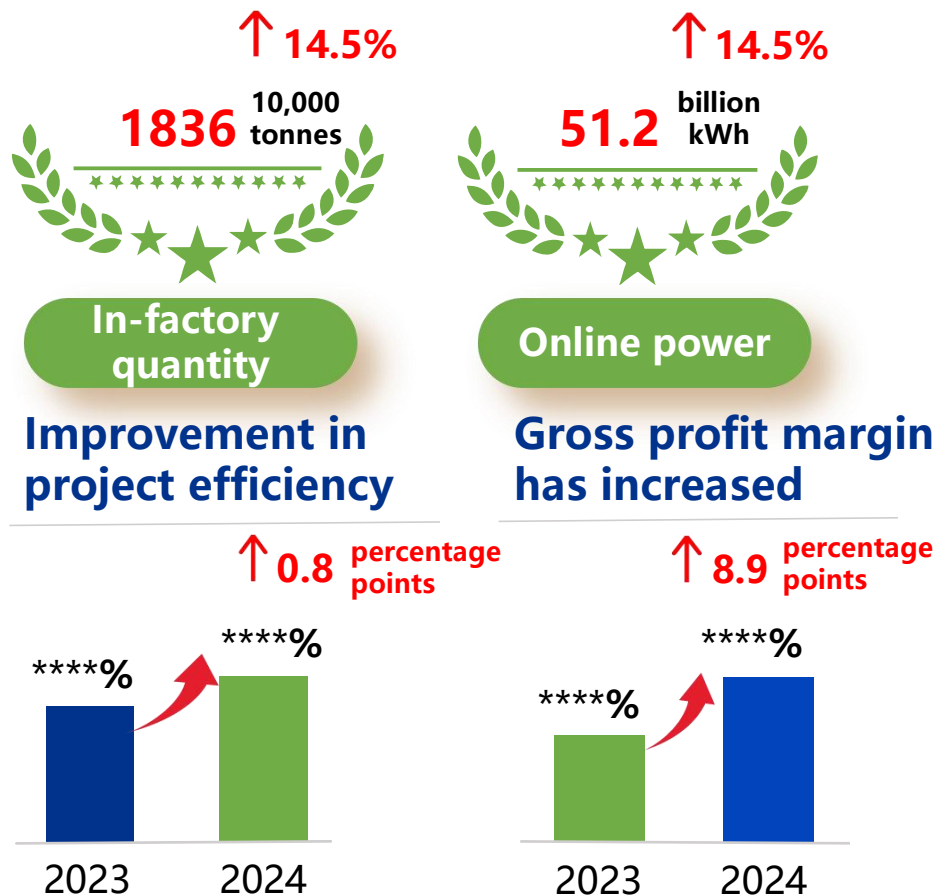 ↑ 14.5%
1836 10,000 tonnes
In-factory
quantity
↑ 14.5%
51.2 billion kWh
Online power
Improvement in
project efficiency
↑ 0.8 percentage points
****%
****%
2023 2024
Gross profit margin
has increased
↑ 8.9 percentage points
****%
****%
2023 2024